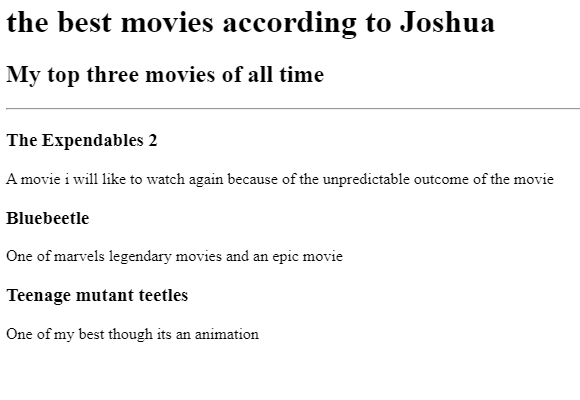 the best movies according to Joshua
My top three movies of all time
The Expendables 2
A movie i will like to watch again because of the unpredictable outcome of the movie
Bluebeetle
One of marvels legendary movies and an epic movie
Teenage mutant teetles
One of my best though its an animation